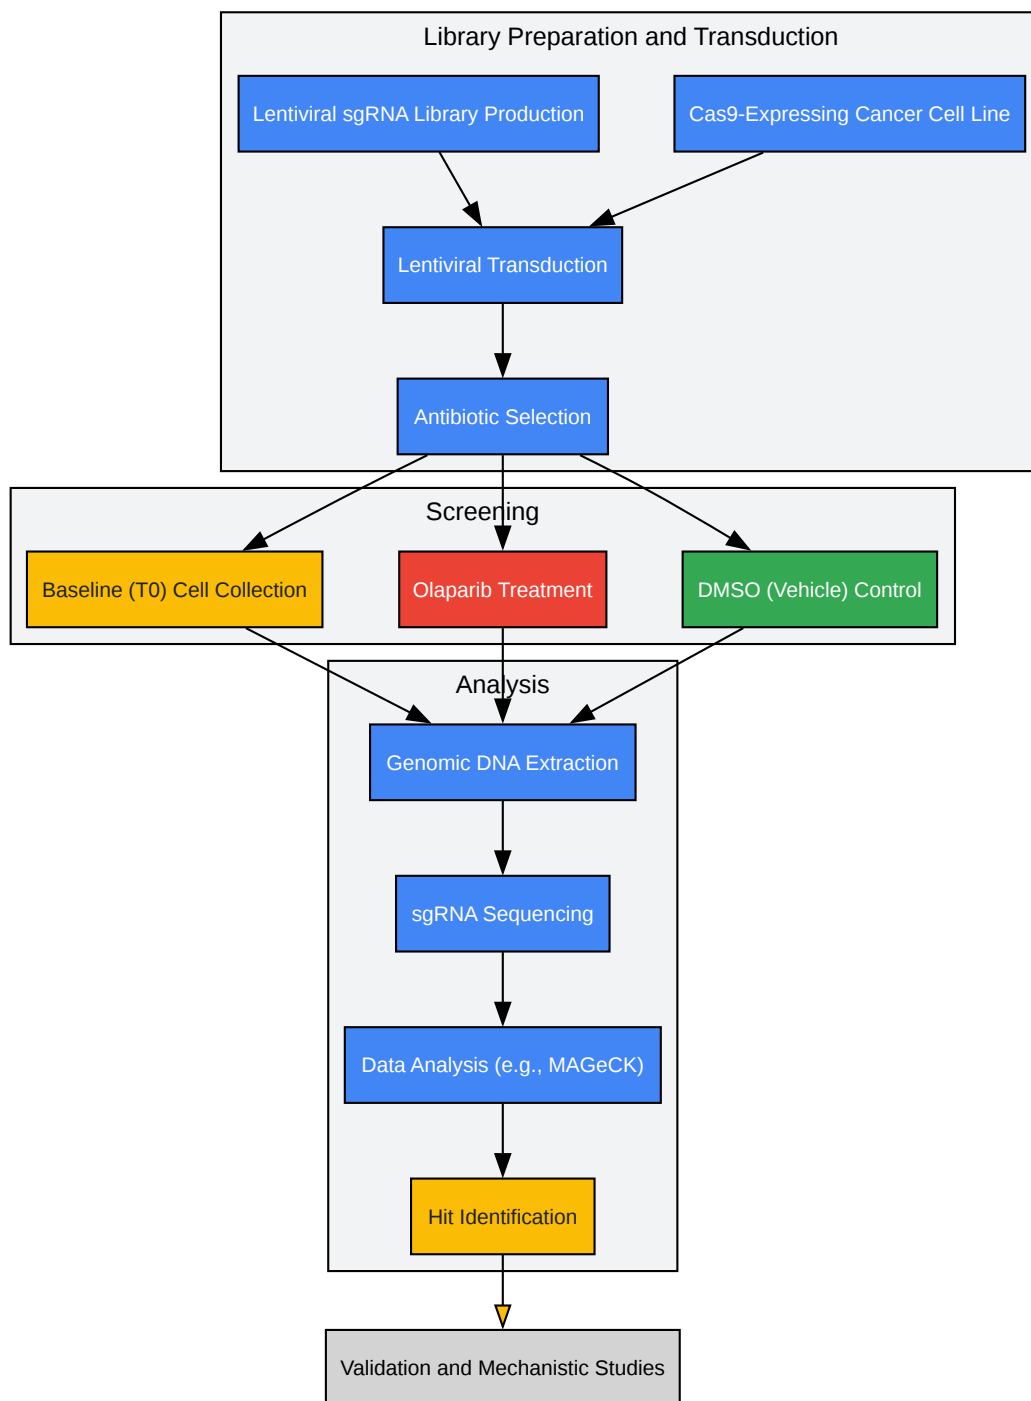 Library Preparation and Transduction
Lentiviral sgRNA Library Production
Cas9-Expressing Cancer Cell Line
Lentiviral Transduction
Antibiotic Selection
Screening
Baseline (T0) Cell Collection
Olaparib Treatment
DMSO (Vehicle) Control
Analysis
Genomic DNA Extraction
sgRNA Sequencing
Data Analysis (e.g., MAGeCK)
Hit Identification
Validation and Mechanistic Studies